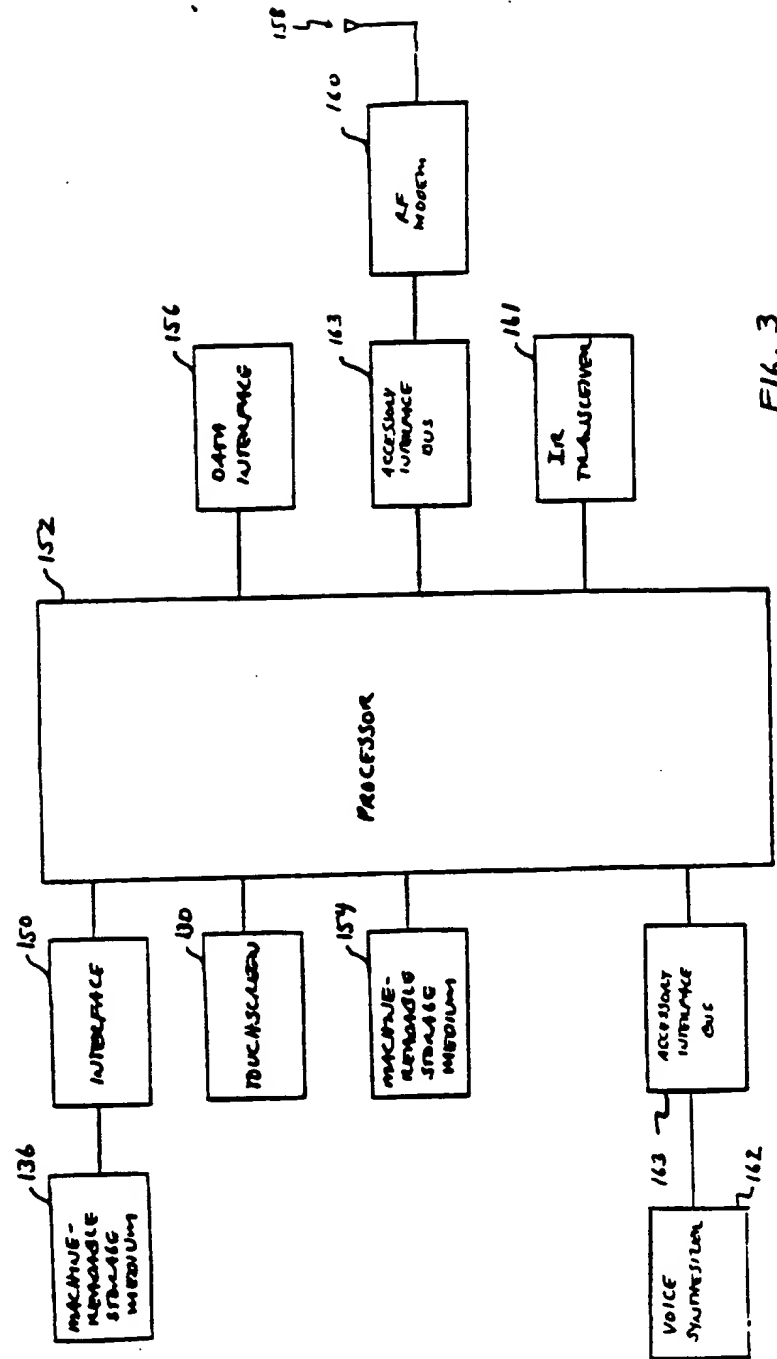 136
MACHINE-
READABLE
STORAGE
MEDIUM
150
INTERFACE
130
TOUCHSCREEN
154
MACHINE-
READABLE
STORAGE
MEDIUM
163
ACCESSORY
INTERFACE
BUS
162
VOICE
SYNTHESIZER
152
PROCESSOR
156
DATA
INTERFACE
163
ACCESSORY
INTERFACE
BUS
160
RF
MODEM
158
161
IR
TRANSCEIVER
FIG. 3